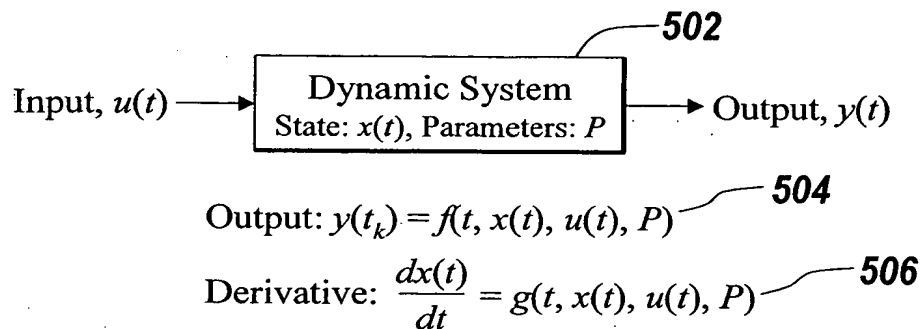 502
Dynamic System
State: x(t), Parameters: P
Input, u(t)
Output, y(t)
504
Output: y(t_k) = f(t, x(t), u(t), P)
506
Derivative: dx(t)/dt = g(t, x(t), u(t), P)